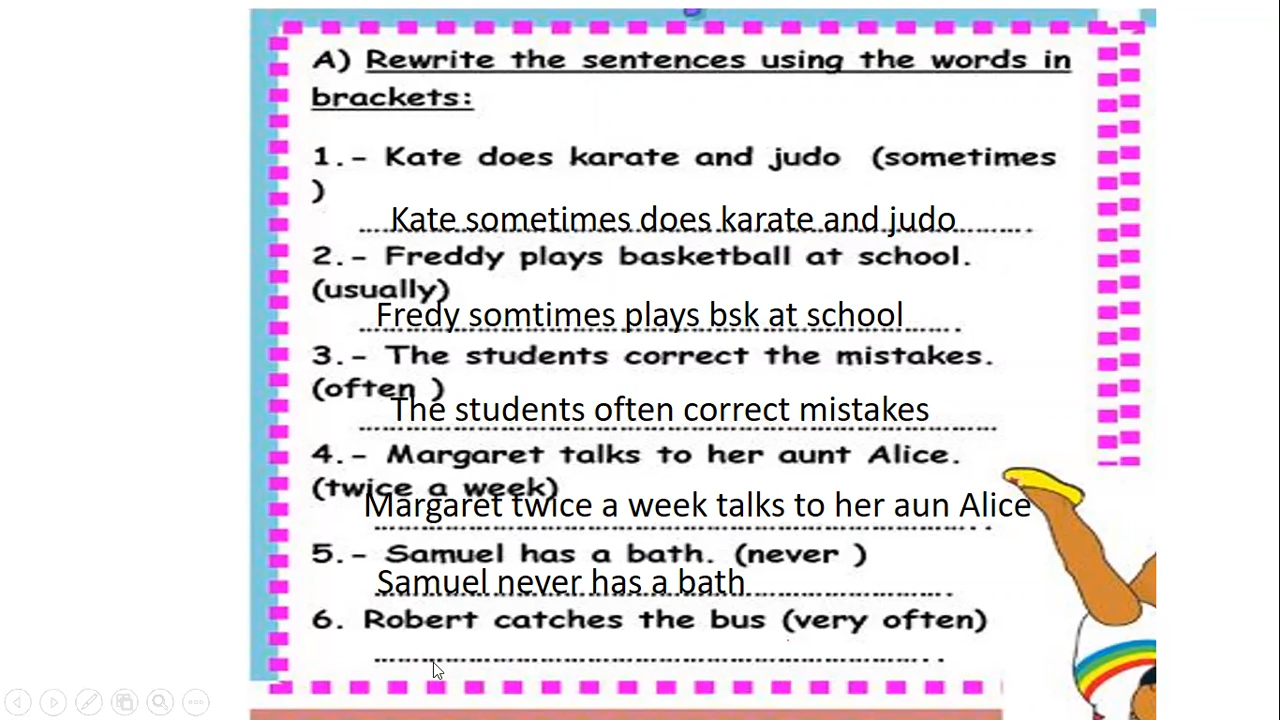 A) Rewrite the sentences using the words in
brackets:
1.- Kate does karate and judo (sometimes
)
Kate sometimes does karate and judo
2.- Freddy plays basketball at school.
(usually)
Fredy somtimes plays bsk at school
3.- The students correct the mistakes.
(often )
The students often correct mistakes
4.- Margaret talks to her aunt Alice.
(twice a week)
Margaret twice a week talks to her aun Alice
5.- Samuel has a bath. (never )
Samuel never has a bath
6. Robert catches the bus (very often)